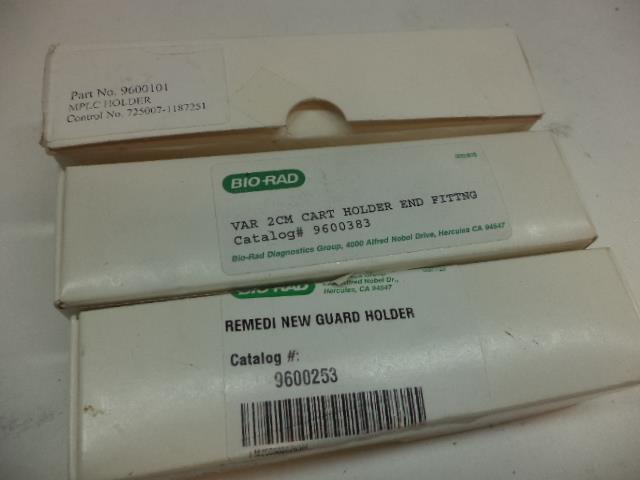 Part No. 9600101
MPLC HOLDER
Control No. 725007-1187251
BIO-RAD
VAR 2CM CART HOLDER END FITTNG
Catalog# 9600383
Bio-Rad Diagnostics Group, 4000 Alfred Nobel Drive, Hercules CA 94547
BIO-RAD
Group
Alfred Nobel Dr.,
Hercules, CA 94547
REMEDI NEW GUARD HOLDER
Catalog #:
9600253